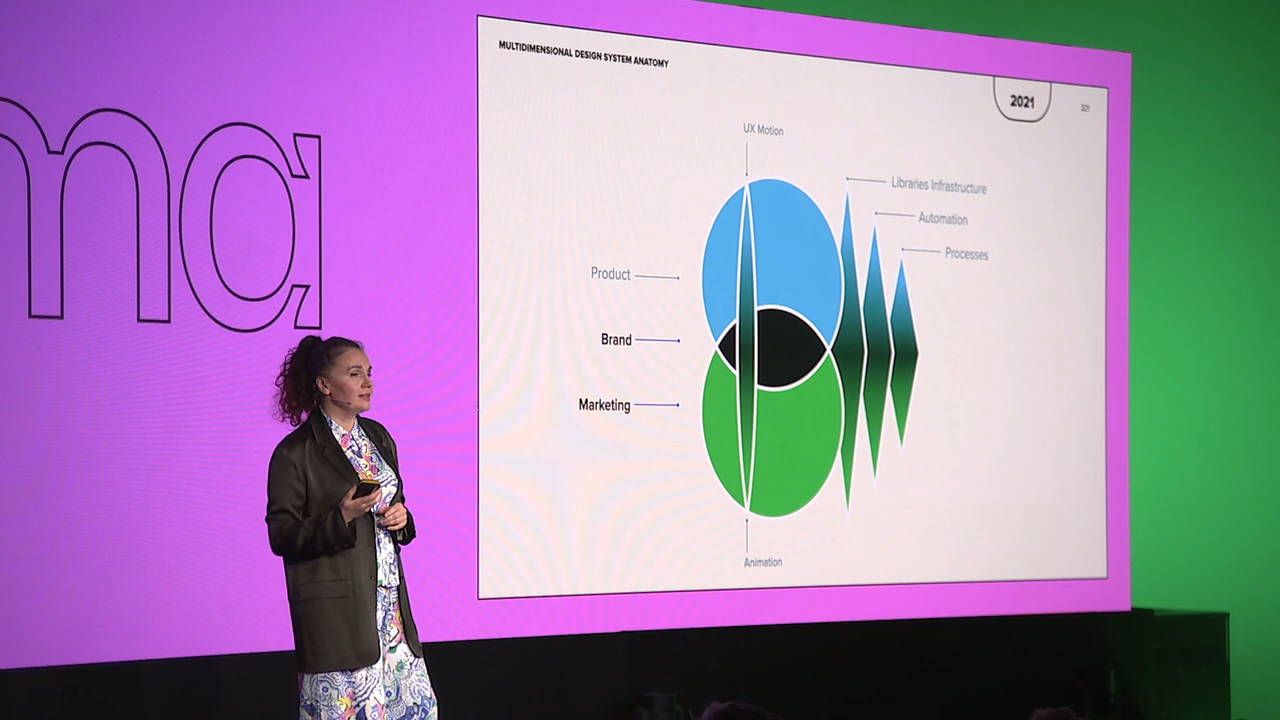 ma
MULTIDIMENSIONAL DESIGN SYSTEM ANATOMY
2021
UX Motion
Libraries Infrastructure
Automation
Processes
Product
Brand
Marketing
Animation